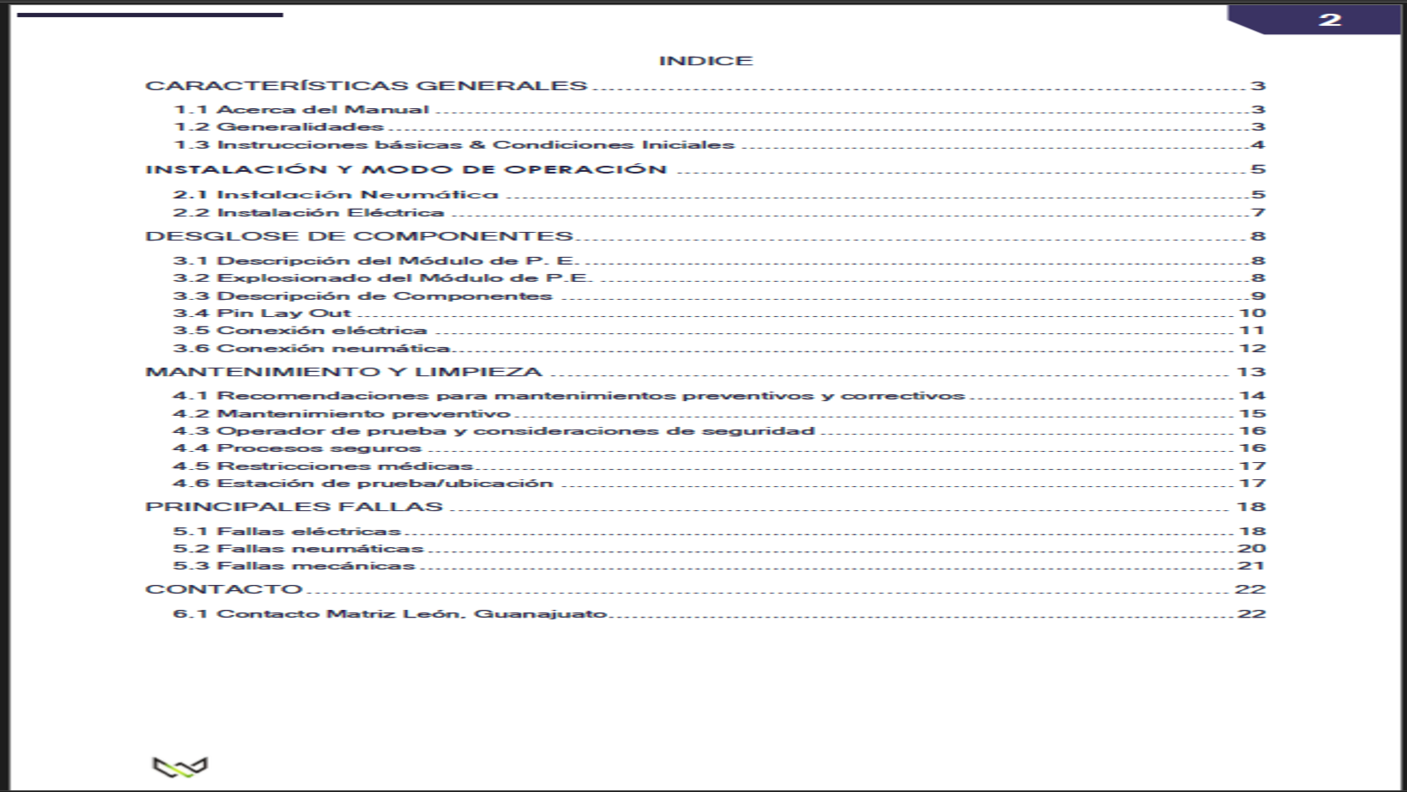 2
INDICE
CARACTERÍSTICAS GENERALES 3
1.1 Acerca del Manual 3
1.2 Generalidades 3
1.3 Instrucciones básicas & Condiciones Iniciales 4
INSTALACIÓN Y MODO DE OPERACIÓN 5
2.1 Instalación Neumática 5
2.2 Instalación Eléctrica 7
DESGLOSE DE COMPONENTES 8
3.1 Descripción del Módulo de P. E. 8
3.2 Explosionado del Módulo de P.E. 8
3.3 Descripción de Componentes 9
3.4 Pin Lay Out 10
3.5 Conexión eléctrica 11
3.6 Conexión neumática 12
MANTENIMIENTO Y LIMPIEZA 13
4.1 Recomendaciones para mantenimientos preventivos y correctivos 14
4.2 Mantenimiento preventivo 15
4.3 Operador de prueba y consideraciones de seguridad 16
4.4 Procesos seguros 16
4.5 Restricciones médicas 17
4.6 Estación de prueba/ubicación 17
PRINCIPALES FALLAS 18
5.1 Fallas eléctricas 18
5.2 Fallas neumáticas 20
5.3 Fallas mecánicas 21
CONTACTO 22
6.1 Contacto Matriz León, Guanajuato 22